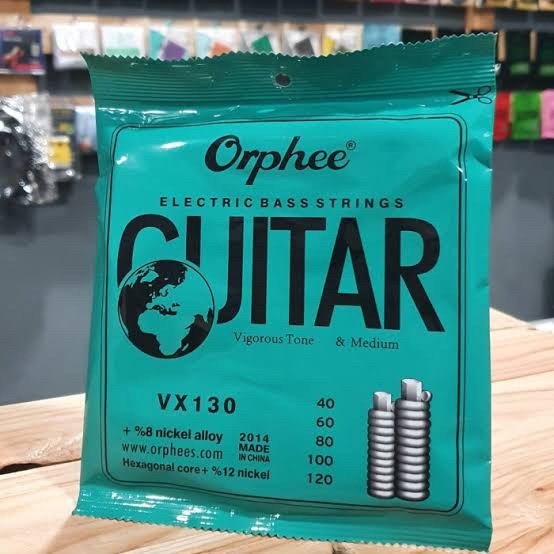 Orphee®
ELECTRIC BASS STRINGS
GUITAR
Vigorous Tone & Medium
VX130
+ %8 nickel alloy
www.orphees.com
Hexagonal core+ %12 nickel
2014
MADE
IN CHINA
40
60
80
100
120